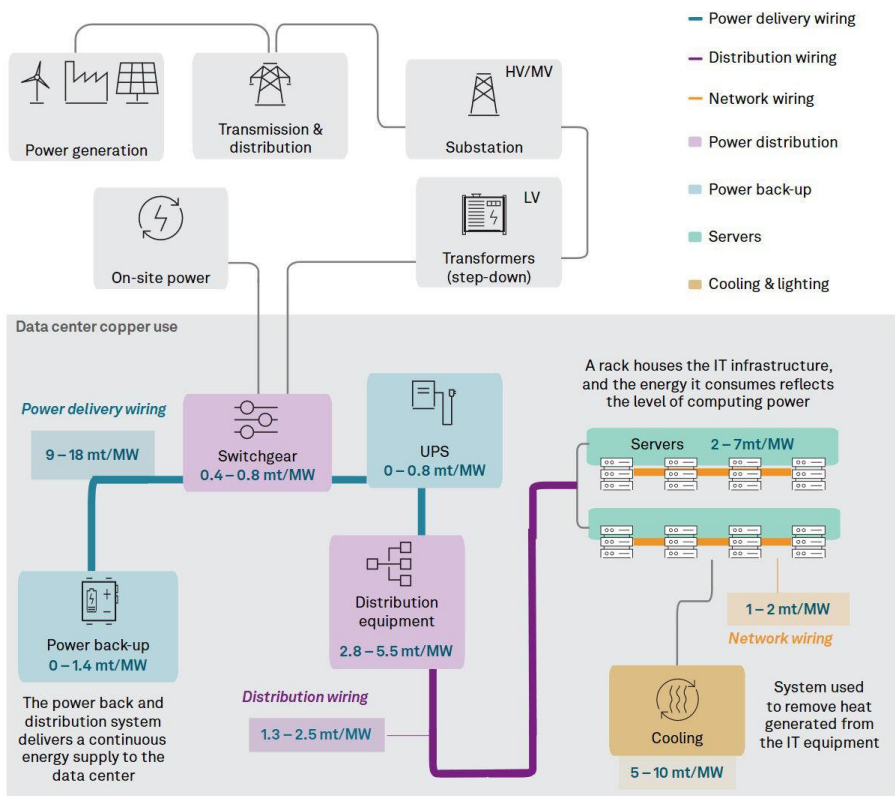 Power delivery wiring
Distribution wiring
Network wiring
Power distribution
Power back-up
Servers
Cooling & lighting
Power generation
Transmission &
distribution
HV/MV
Substation
On-site power
LV
Transformers
(step-down)
Data center copper use
Power delivery wiring
9 – 18 mt/MW
Switchgear
0.4 – 0.8 mt/MW
UPS
0 – 0.8 mt/MW
A rack houses the IT infrastructure,
and the energy it consumes reflects
the level of computing power
Servers 2 – 7mt/MW
Power back-up
0 – 1.4 mt/MW
Distribution
equipment
2.8 – 5.5 mt/MW
1 – 2 mt/MW
Network wiring
The power back and
distribution system
delivers a continuous
energy supply to the
data center
Distribution wiring
1.3 – 2.5 mt/MW
Cooling
5 – 10 mt/MW
System used
to remove heat
generated from
the IT equipment